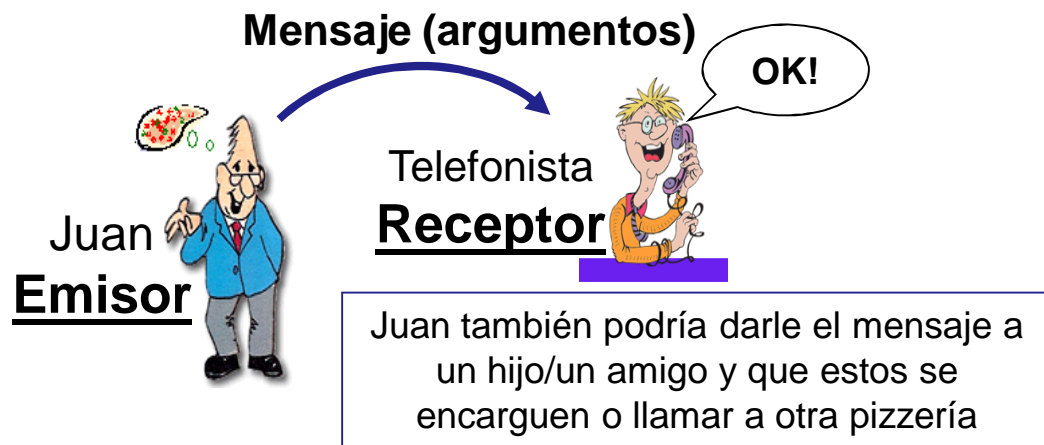 Mensaje (argumentos)
OK!
Telefonista
Receptor
Juan
Emisor
Juan también podría darle el mensaje a
un hijo/un amigo y que estos se
encarguen o llamar a otra pizzería